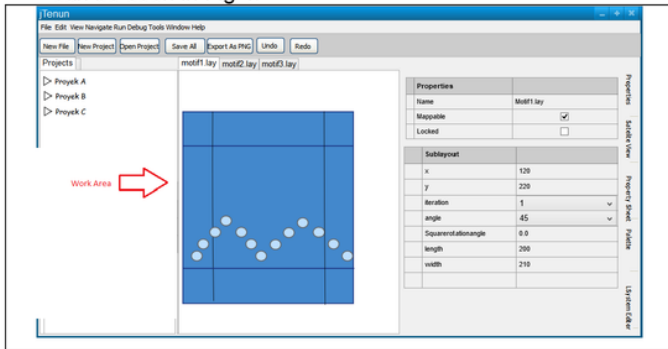 jTenun
File Edit View Navigate Run Debug Tools Window Help
New File New Project Open Project Save All Export As PNG Undo Redo
Projects
motif1.lay motif2.lay motif3.lay
Proyek A
Proyek B
Proyek C
Work Area
Properties
Name Motif1.lay
Mappable
Locked
Sublayout
x 120
y 220
iteration 1
angle 45
Squarerotationangle 0.0
length 200
width 210
Properties
Satelite View
Property Sheet
Palette
LSystem Editor